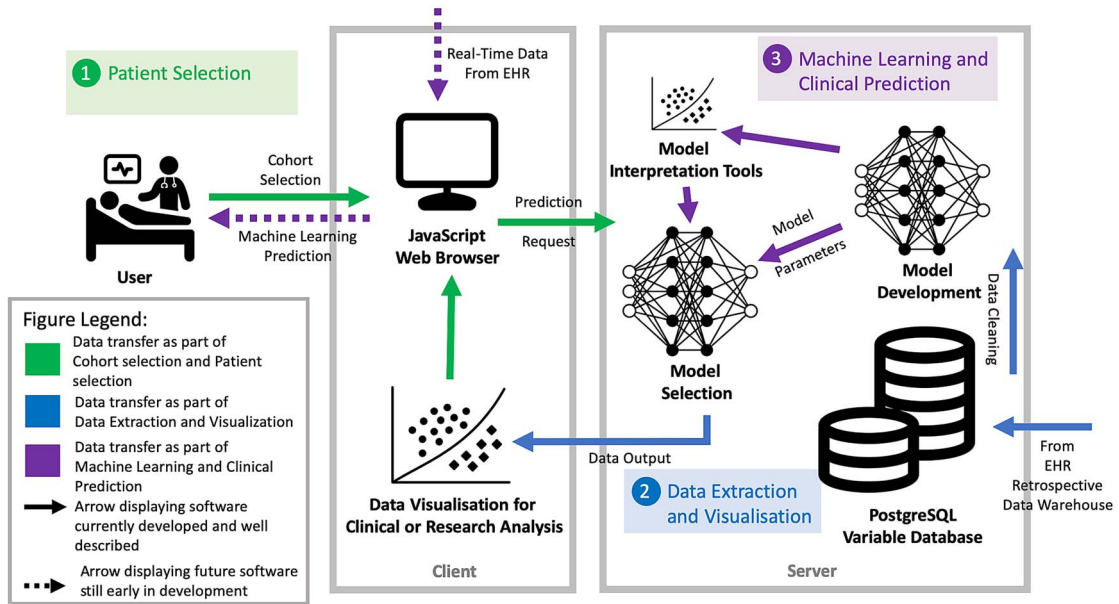 1 Patient Selection
Real-Time Data
From EHR
3 Machine Learning and
Clinical Prediction
Cohort
Selection
Machine Learning
Prediction
User
JavaScript
Web Browser
Prediction
Request
Model
Interpretation Tools
Model
Parameters
Model
Development
Model
Selection
Data Cleaning
Figure Legend:
Data transfer as part of
Cohort selection and Patient
selection
Data transfer as part of
Data Extraction and Visualization
Data transfer as part of
Machine Learning and Clinical
Prediction
Arrow displaying software
currently developed and well
described
Arrow displaying future software
still early in development
Data Output
Data Visualisation for
Clinical or Research Analysis
Client
2 Data Extraction
and Visualisation
PostgreSQL
Variable Database
From
EHR
Retrospective
Data Warehouse
Server